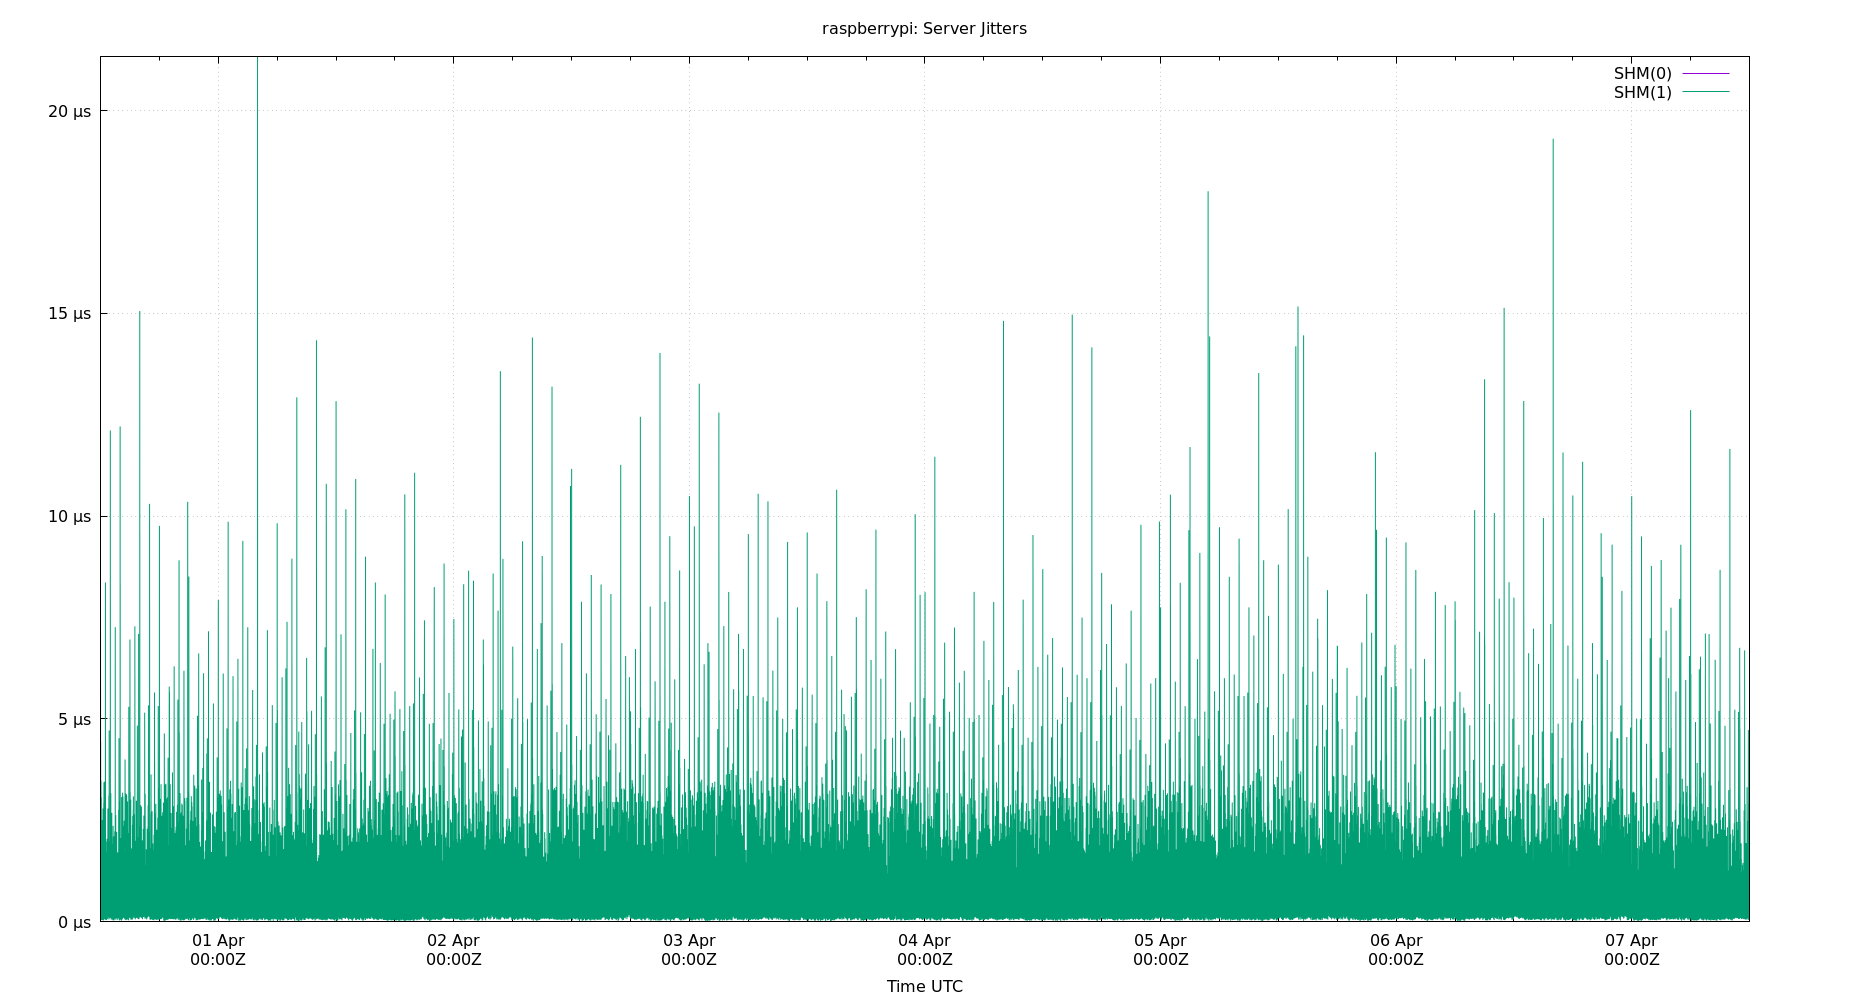 raspberrypi: Server Jitters
SHM(0)
SHM(1)
20 µs
15 µs
10 µs
5 µs
0 µs
01 Apr 02 Apr 03 Apr 04 Apr 05 Apr 06 Apr 07 Apr
00:00Z 00:00Z 00:00Z 00:00Z 00:00Z 00:00Z 00:00Z
Time UTC